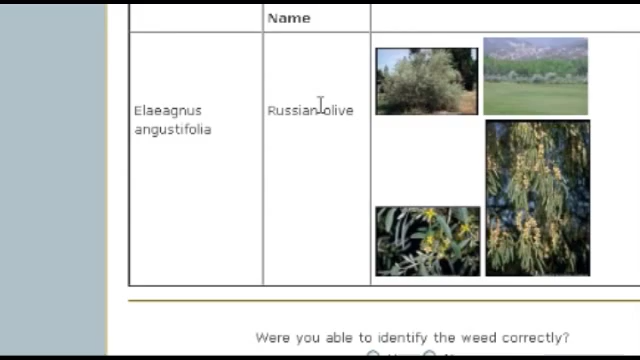 Name
Elaeagnus
angustifolia
Russian olive
Were you able to identify the weed correctly?